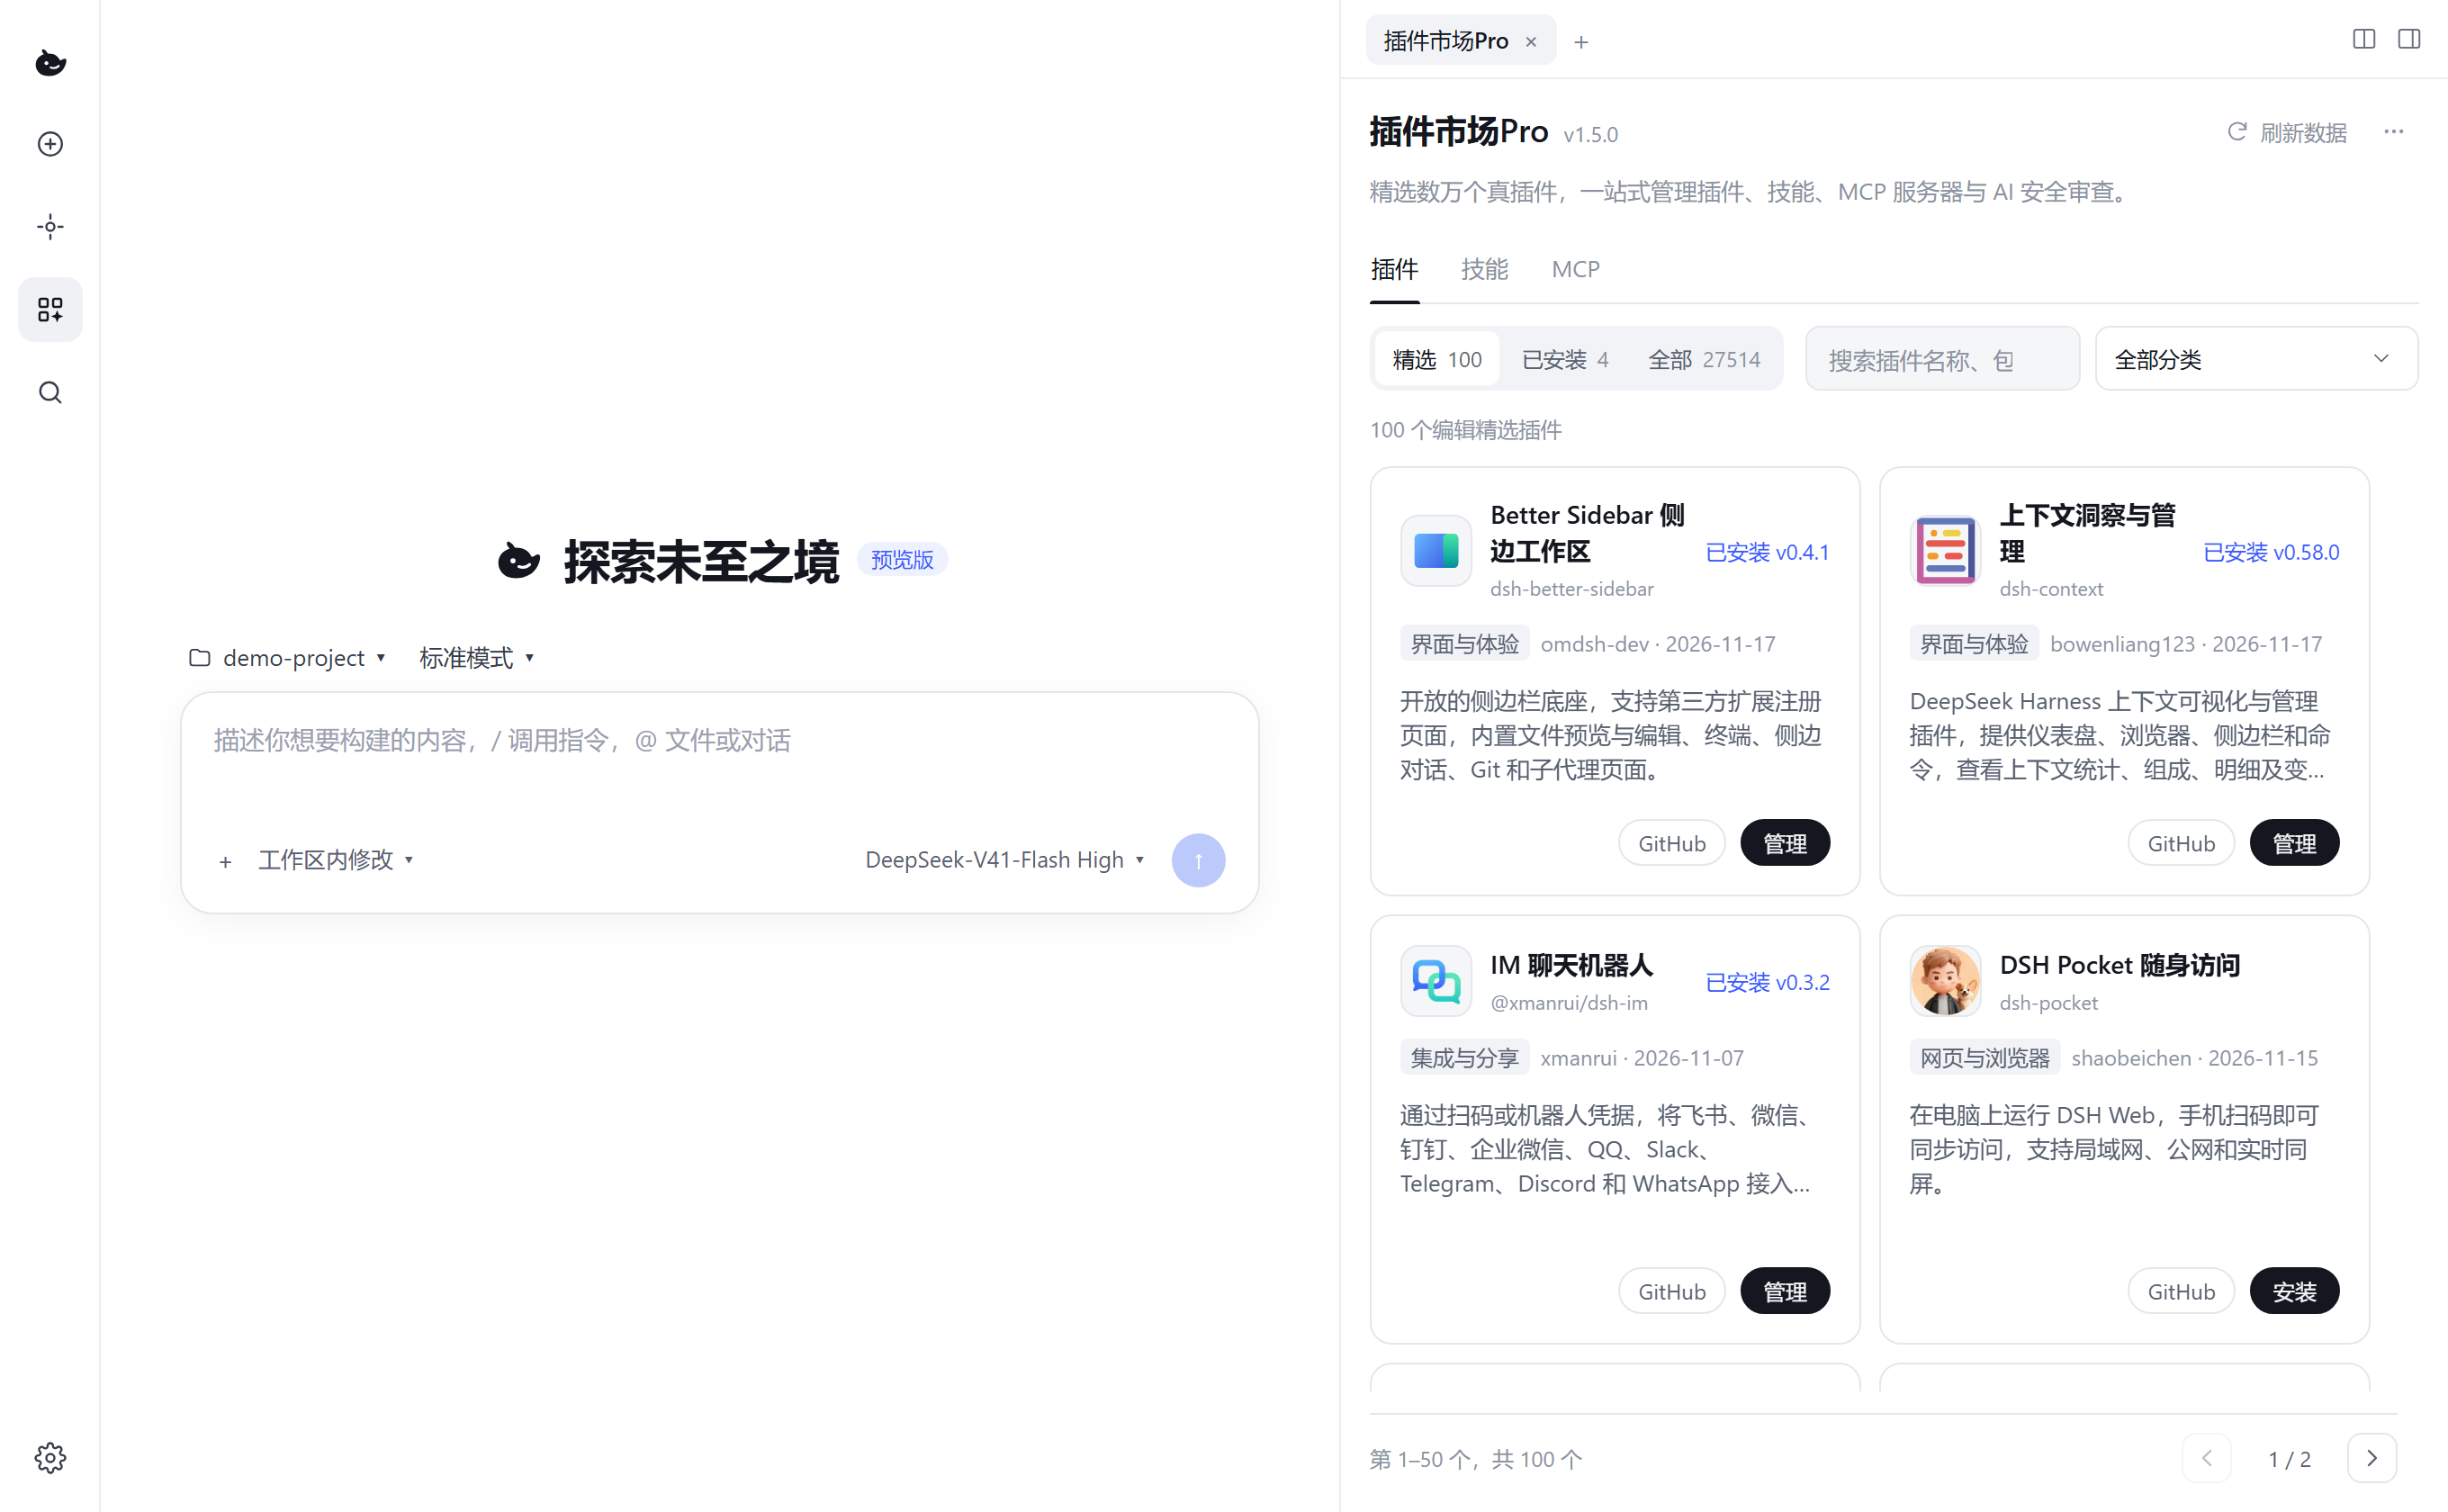 探索未至之境 预览版
demo-project 标准模式
描述你想要构建的内容，/ 调用指令，@ 文件或对话
+ 工作区内修改 DeepSeek-V41-Flash High
插件市场Pro × +
插件市场Pro v1.5.0
刷新数据 ···
精选数万个真插件，一站式管理插件、技能、MCP 服务器与 AI 安全审查。
插件 技能 MCP
精选 100 已安装 4 全部 27514
搜索插件名称、包
全部分类
100 个编辑精选插件
Better Sidebar 侧
边工作区
已安装 v0.4.1
dsh-better-sidebar
界面与体验 omdsh-dev · 2026-11-17
开放的侧边栏底座，支持第三方扩展注册
页面，内置文件预览与编辑、终端、侧边
对话、Git 和子代理页面。
GitHub 管理
上下文洞察与管
理
已安装 v0.58.0
dsh-context
界面与体验 bowenliang123 · 2026-11-17
DeepSeek Harness 上下文可视化与管理
插件，提供仪表盘、浏览器、侧边栏和命
令，查看上下文统计、组成、明细及变...
GitHub 管理
IM 聊天机器人
已安装 v0.3.2
@xmanrui/dsh-im
集成与分享 xmanrui · 2026-11-07
通过扫码或机器人凭据，将飞书、微信、
钉钉、企业微信、QQ、Slack、
Telegram、Discord 和 WhatsApp 接入...
GitHub 管理
DSH Pocket 随身访问
dsh-pocket
网页与浏览器 shaobeichen · 2026-11-15
在电脑上运行 DSH Web，手机扫码即可
同步访问，支持局域网、公网和实时同
屏。
GitHub 安装
第 1–50 个，共 100 个
1 / 2